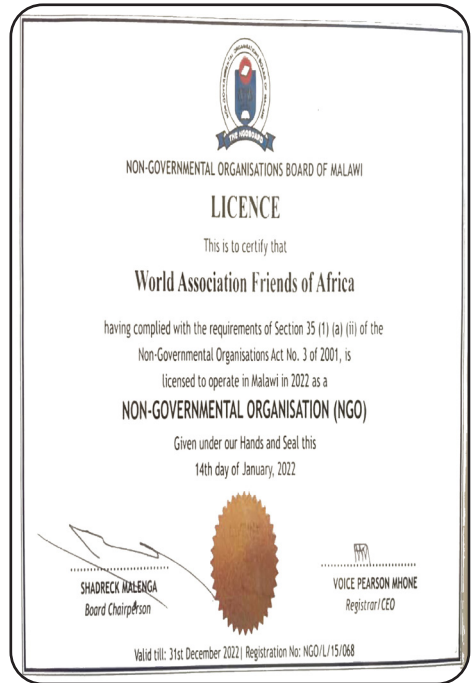 THE NGOBOARD
NON-GOVERNMENTAL ORGANISATIONS BOARD OF MALAWI
LICENCE
This is to certify that
World Association Friends of Africa
having complied with the requirements of Section 35 (1) (a) (ii) of the
Non-Governmental Organisations Act No. 3 of 2001, is
licensed to operate in Malawi in 2022 as a
NON-GOVERNMENTAL ORGANISATION (NGO)
Given under our Hands and Seal this
14th day of January, 2022
SHADRECK MALENGA
Board Chairperson
VOICE PEARSON MHONE
Registrar/CEO
Valid till: 31st December 2022| Registration No: NGO/L/15/068